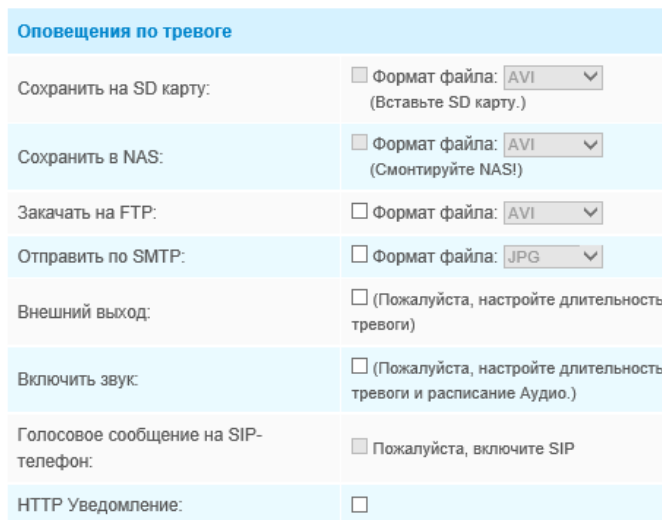 Оповещения по тревоге
Сохранить на SD карту:
Формат файла: AVI
(Вставьте SD карту.)
Сохранить в NAS:
Формат файла: AVI
(Смонтируйте NAS!)
Закачать на FTP:
Формат файла: AVI
Отправить по SMTP:
Формат файла: JPG
Внешний выход:
(Пожалуйста, настройте длительность
тревоги)
Включить звук:
(Пожалуйста, настройте длительность
тревоги и расписание Аудио.)
Голосовое сообщение на SIP-
телефон:
Пожалуйста, включите SIP
HTTP Уведомление: